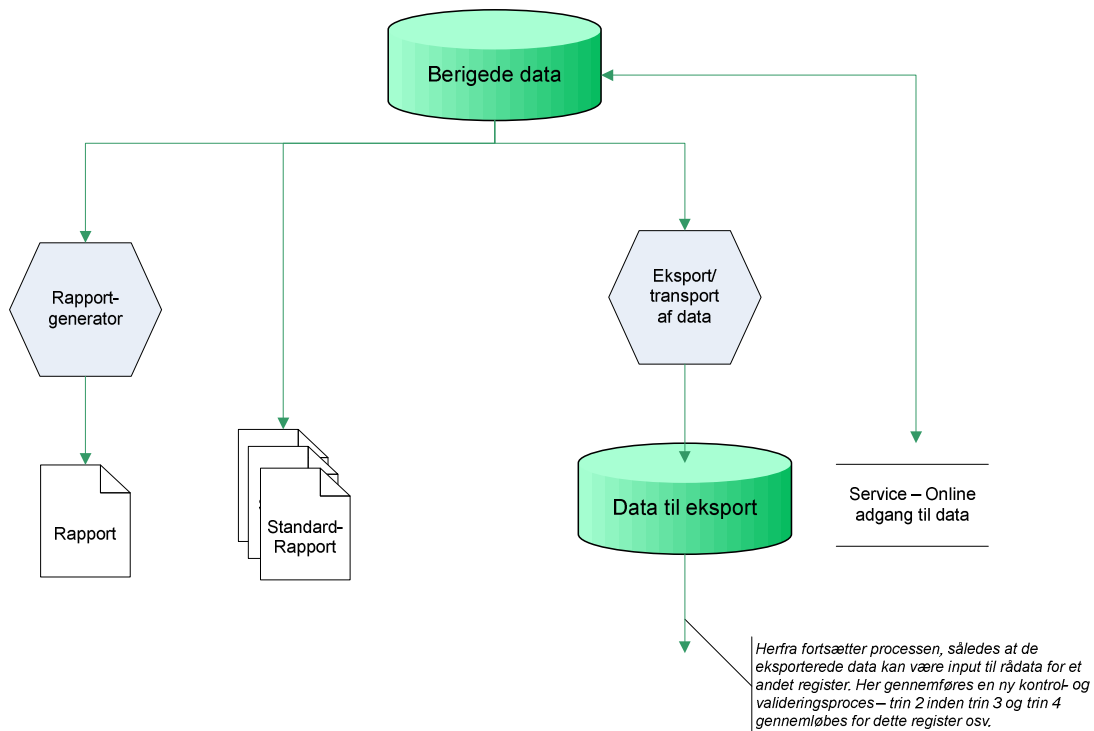 Berigede data
Rapport-
generator
Eksport/
transport
af data
Rapport
Standard-
Rapport
Data til eksport
Service – Online
adgang til data
Herfra fortsætter processen, således at de
eksporterede data kan være input til rådata for et
andet register. Her gennemføres en ny kontrol- og
valideringsproces – trin 2 inden trin 3 og trin 4
gennemløbes for dette register osv.